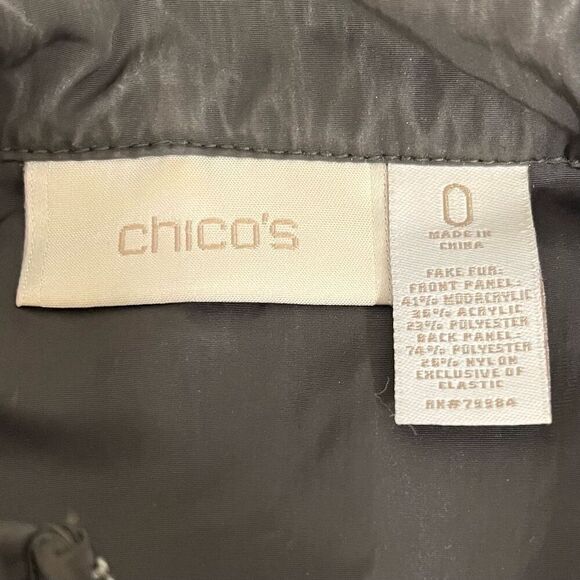 chico's
0
MADE IN
CHINA
FAKE FUR:
FRONT PANEL:
41% MODACRYLIC
36% ACRYLIC
23% POLYESTER
BACK PANEL:
74% POLYESTER
26% NYLON
EXCLUSIVE OF
ELASTIC
RN#79984